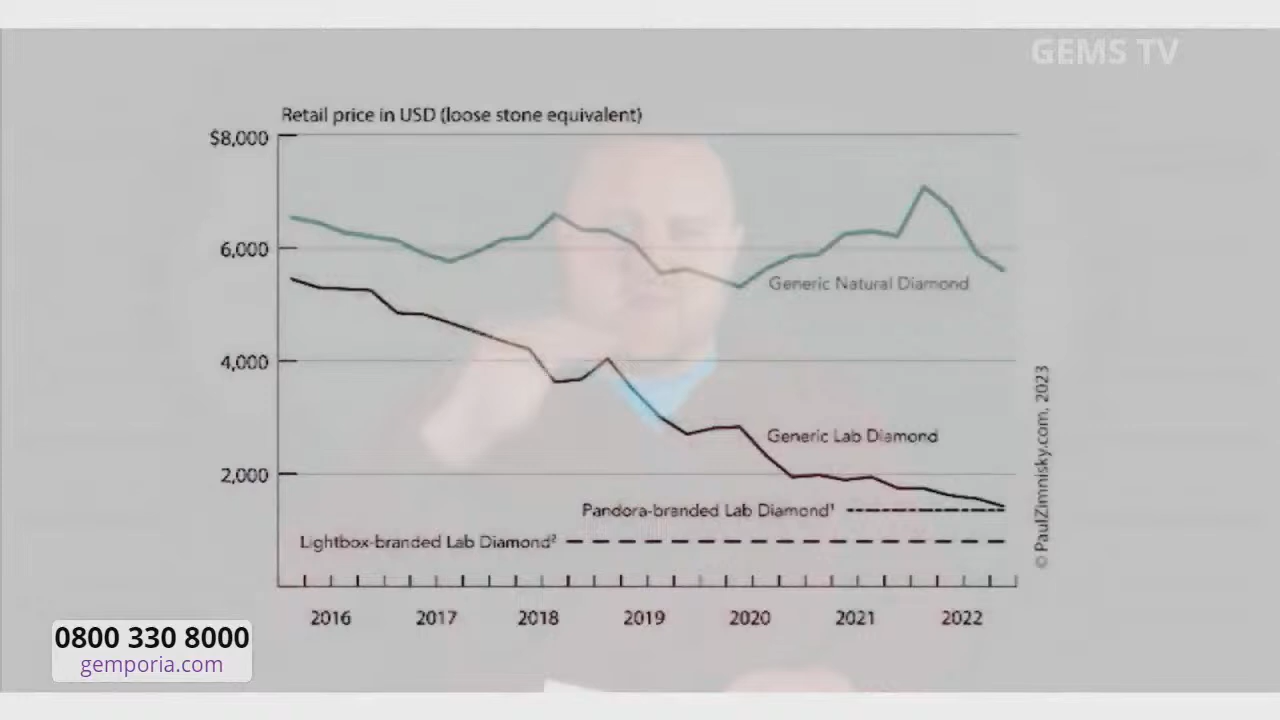 GEMS TV
Retail price in USD (loose stone equivalent)
$8,000
6,000
Generic Natural Diamond
4,000
Generic Lab Diamond
2,000
Pandora-branded Lab Diamond¹
Lightbox-branded Lab Diamond²
© PaulZimnisky.com, 2023
2016 2017 2018 2019 2020 2021 2022
0800 330 8000
gemporia.com